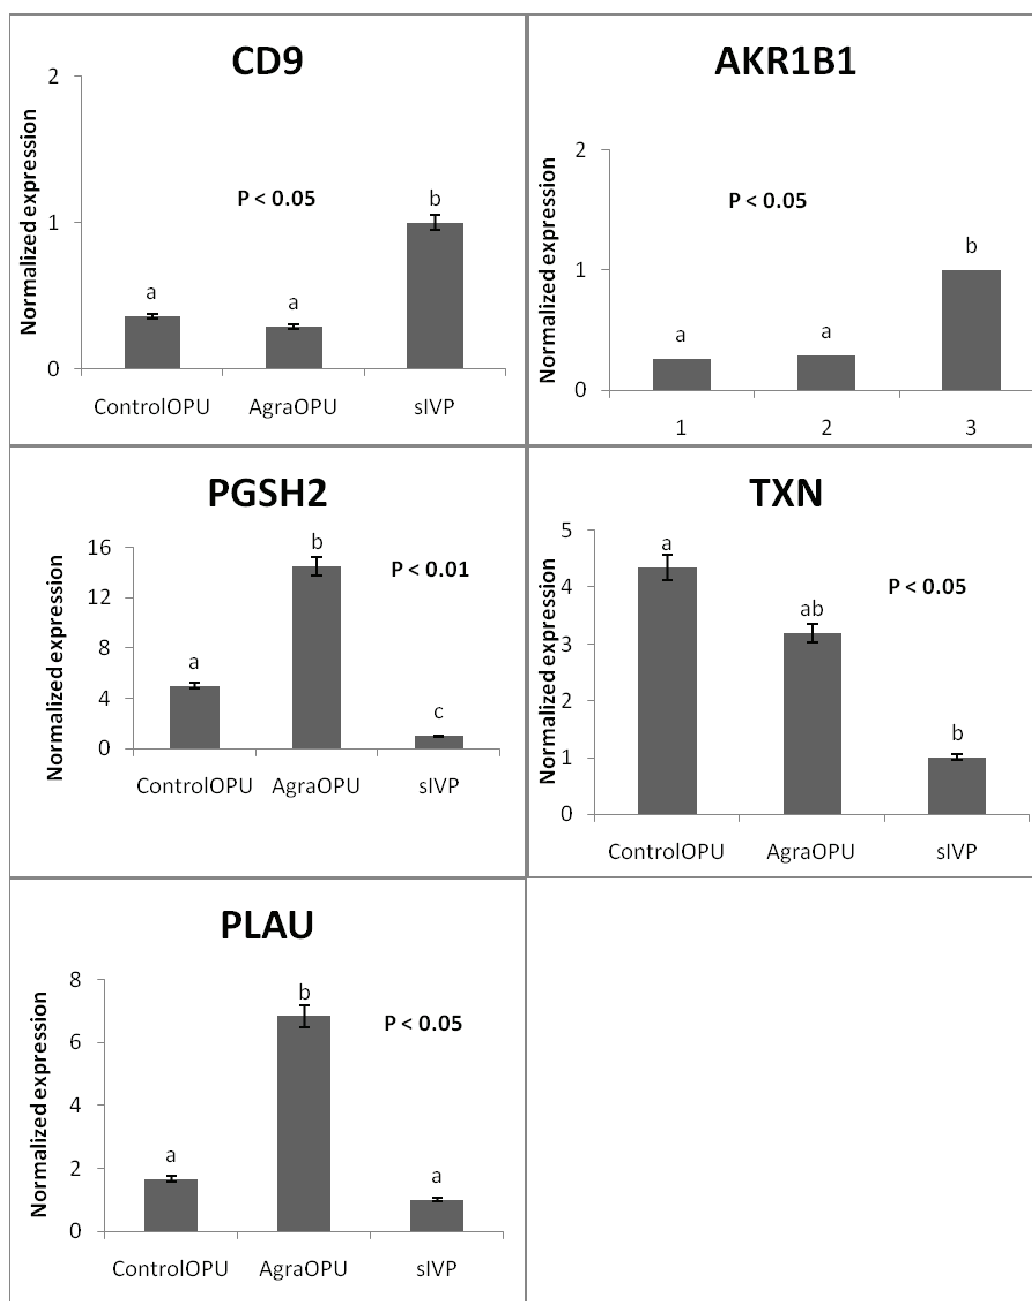 CD9
Normalized expression
2
1
0
P < 0.05
a
a
b
ControlOPU AgraOPU sIVP
AKR1B1
Normalized expression
2
1
0
P < 0.05
a
a
b
1 2 3
PGSH2
Normalized expression
16
12
8
4
0
P < 0.01
a
b
c
ControlOPU AgraOPU sIVP
TXN
Normalized expression
5
4
3
2
1
0
P < 0.05
a
ab
b
ControlOPU AgraOPU sIVP
PLAU
Normalized expression
8
6
4
2
0
P < 0.05
a
b
a
ControlOPU AgraOPU sIVP